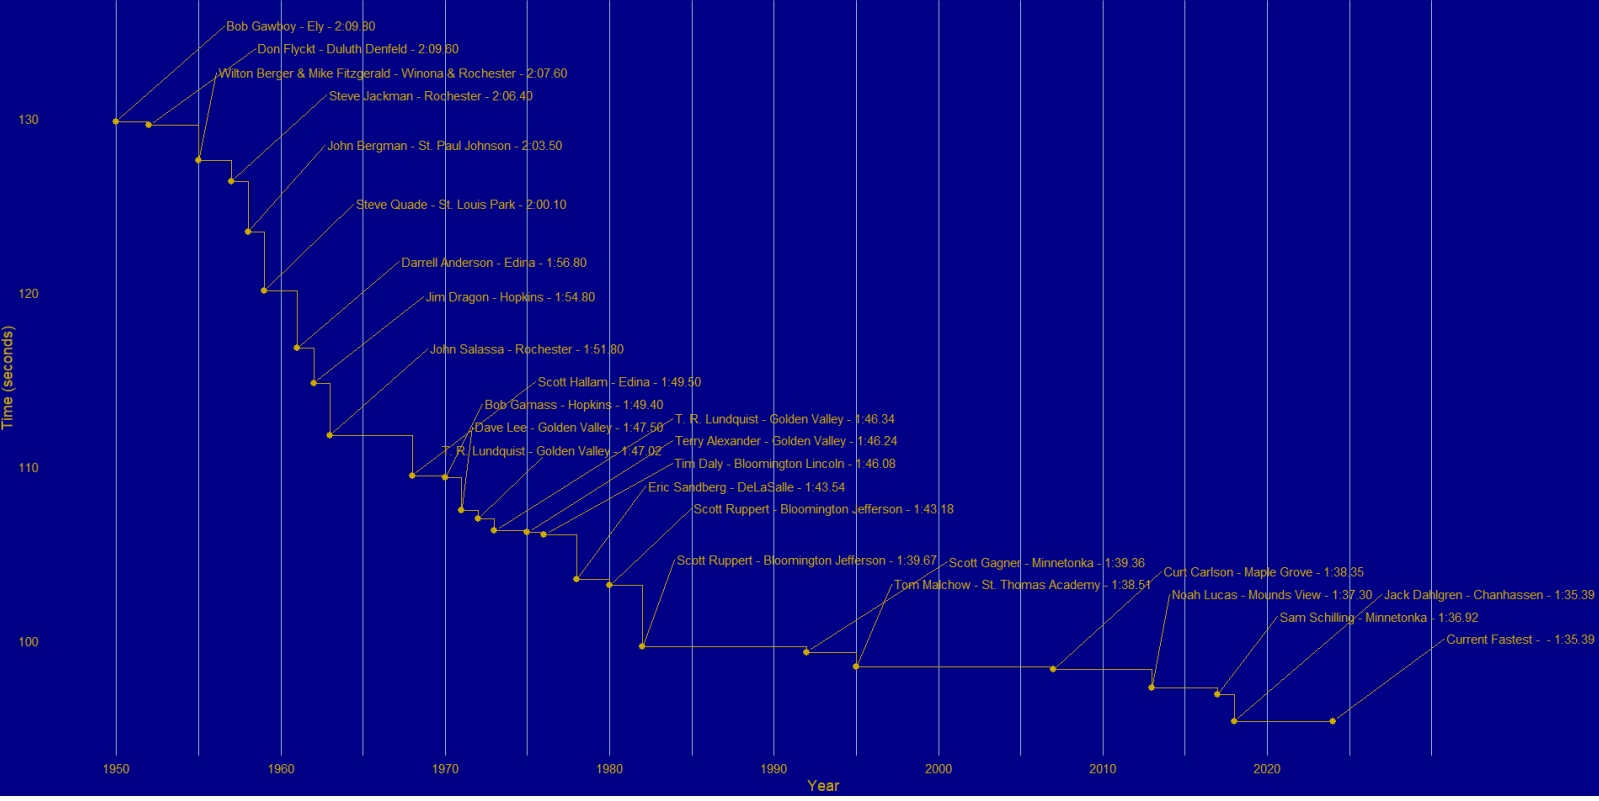 Bob Gawboy - Ely - 2:09.80
Don Flyckt - Duluth Denfeld - 2:09.60
Wilton Berger & Mike Fitzgerald - Winona & Rochester - 2:07.60
Steve Jackman - Rochester - 2:06.40
130
John Bergman - St. Paul Johnson - 2:03.50
Steve Quade - St. Louis Park - 2:00.10
Darrell Anderson - Edina - 1:56.80
120
Jim Dragon - Hopkins - 1:54.80
John Salassa - Rochester - 1:51.80
Time (seconds)
Scott Hallam - Edina - 1:49.50
Bob Garnass - Hopkins - 1:49.40
T. R. Lundquist - Golden Valley - 1:46.34
Dave Lee - Golden Valley - 1:47.50
Terry Alexander - Golden Valley - 1:46.24
T. R. Lundquist - Golden Valley - 1:47.02
Tim Daly - Bloomington Lincoln - 1:46.08
110
Eric Sandberg - DeLaSalle - 1:43.54
Scott Ruppert - Bloomington Jefferson - 1:43.18
Scott Ruppert - Bloomington Jefferson - 1:39.67
Scott Gagner - Minnetonka - 1:39.36
Curt Carlson - Maple Grove - 1:38.35
Tom Malchow - St. Thomas Academy - 1:38.51
Noah Lucas - Mounds View - 1:37.30
Jack Dahlgren - Chanhassen - 1:35.39
Sam Schilling - Minnetonka - 1:36.92
Current Fastest - - 1:35.39
100
1950 1960 1970 1980 1990 2000 2010 2020
Year